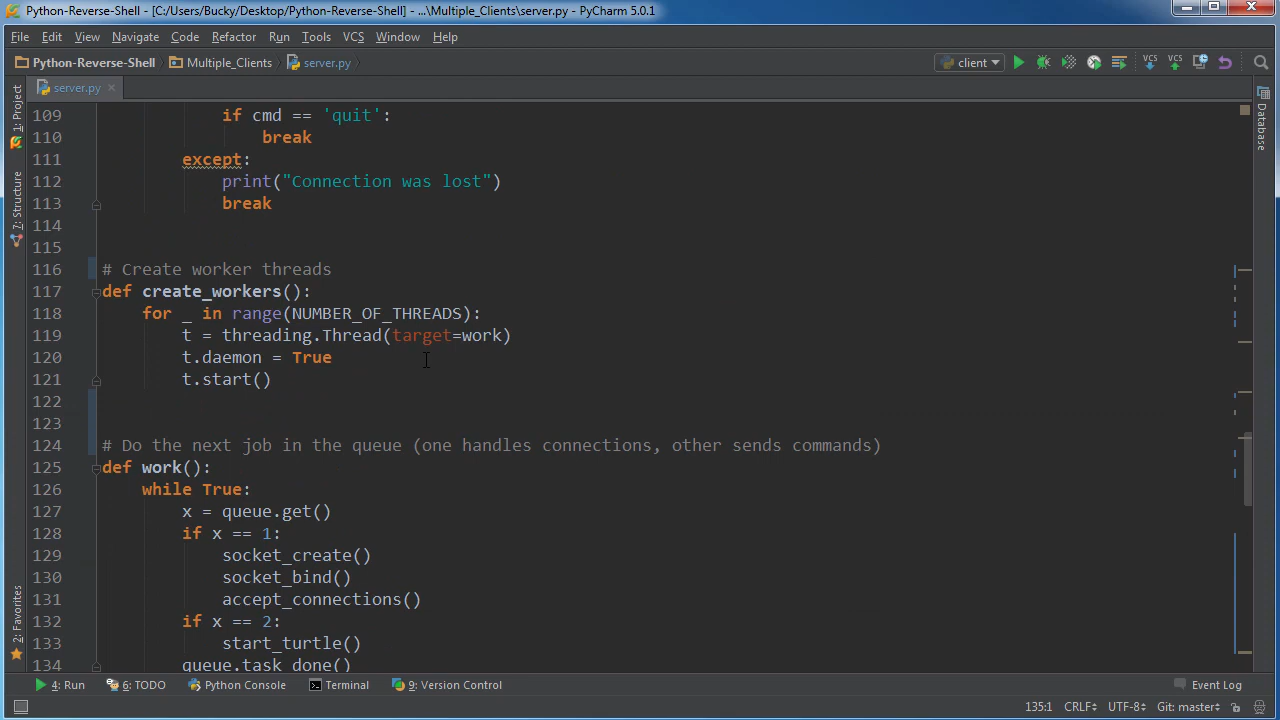 Python-Reverse-Shell - [C:/Users/Bucky/Desktop/Python-Reverse-Shell] - ...\Multiple_Clients\server.py - PyCharm 5.0.1
File Edit View Navigate Code Refactor Run Tools VCS Window Help
Python-Reverse-Shell Multiple_Clients server.py client VCS VCS
server.py
1: Project
7: Structure
2: Favorites
Database
109 if cmd == 'quit':
110 break
111 except:
112 print("Connection was lost")
113 break
114
115
116 # Create worker threads
117 def create_workers():
118 for _ in range(NUMBER_OF_THREADS):
119 t = threading.Thread(target=work)
120 t.daemon = True
121 t.start()
122
123
124 # Do the next job in the queue (one handles connections, other sends commands)
125 def work():
126 while True:
127 x = queue.get()
128 if x == 1:
129 socket_create()
130 socket_bind()
131 accept_connections()
132 if x == 2:
133 start_turtle()
134 queue.task_done()
4: Run 6: TODO Python Console Terminal 9: Version Control Event Log
135:1 CRLF UTF-8 Git: master